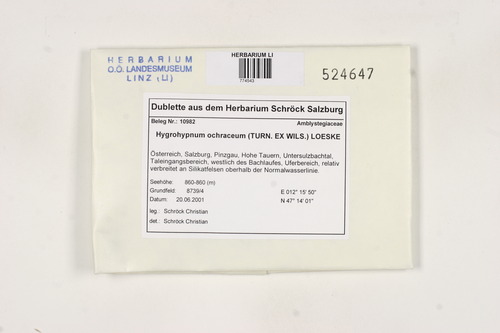 HERBARIUM
O.Ö. LANDESMUSEUM
LINZ (LI)
HERBARIUM LI
774943
524647
Dublette aus dem Herbarium Schröck Salzburg
Beleg Nr.: 10982 Amblystegiaceae
Hygrohypnum ochraceum (TURN. EX WILS.) LOESKE
Österreich, Salzburg, Pinzgau, Hohe Tauern, Untersulzbachtal,
Taleingangsbereich, westlich des Bachlaufes, Uferbereich, relativ
verbreitet an Silikatfelsen oberhalb der Normalwasserlinie.
Seehöhe: 860-860 (m)
Grundfeld: 8739/4 E 012° 15' 50"
Datum: 20.06.2001 N 47° 14' 01"
leg.: Schröck Christian
det.: Schröck Christian